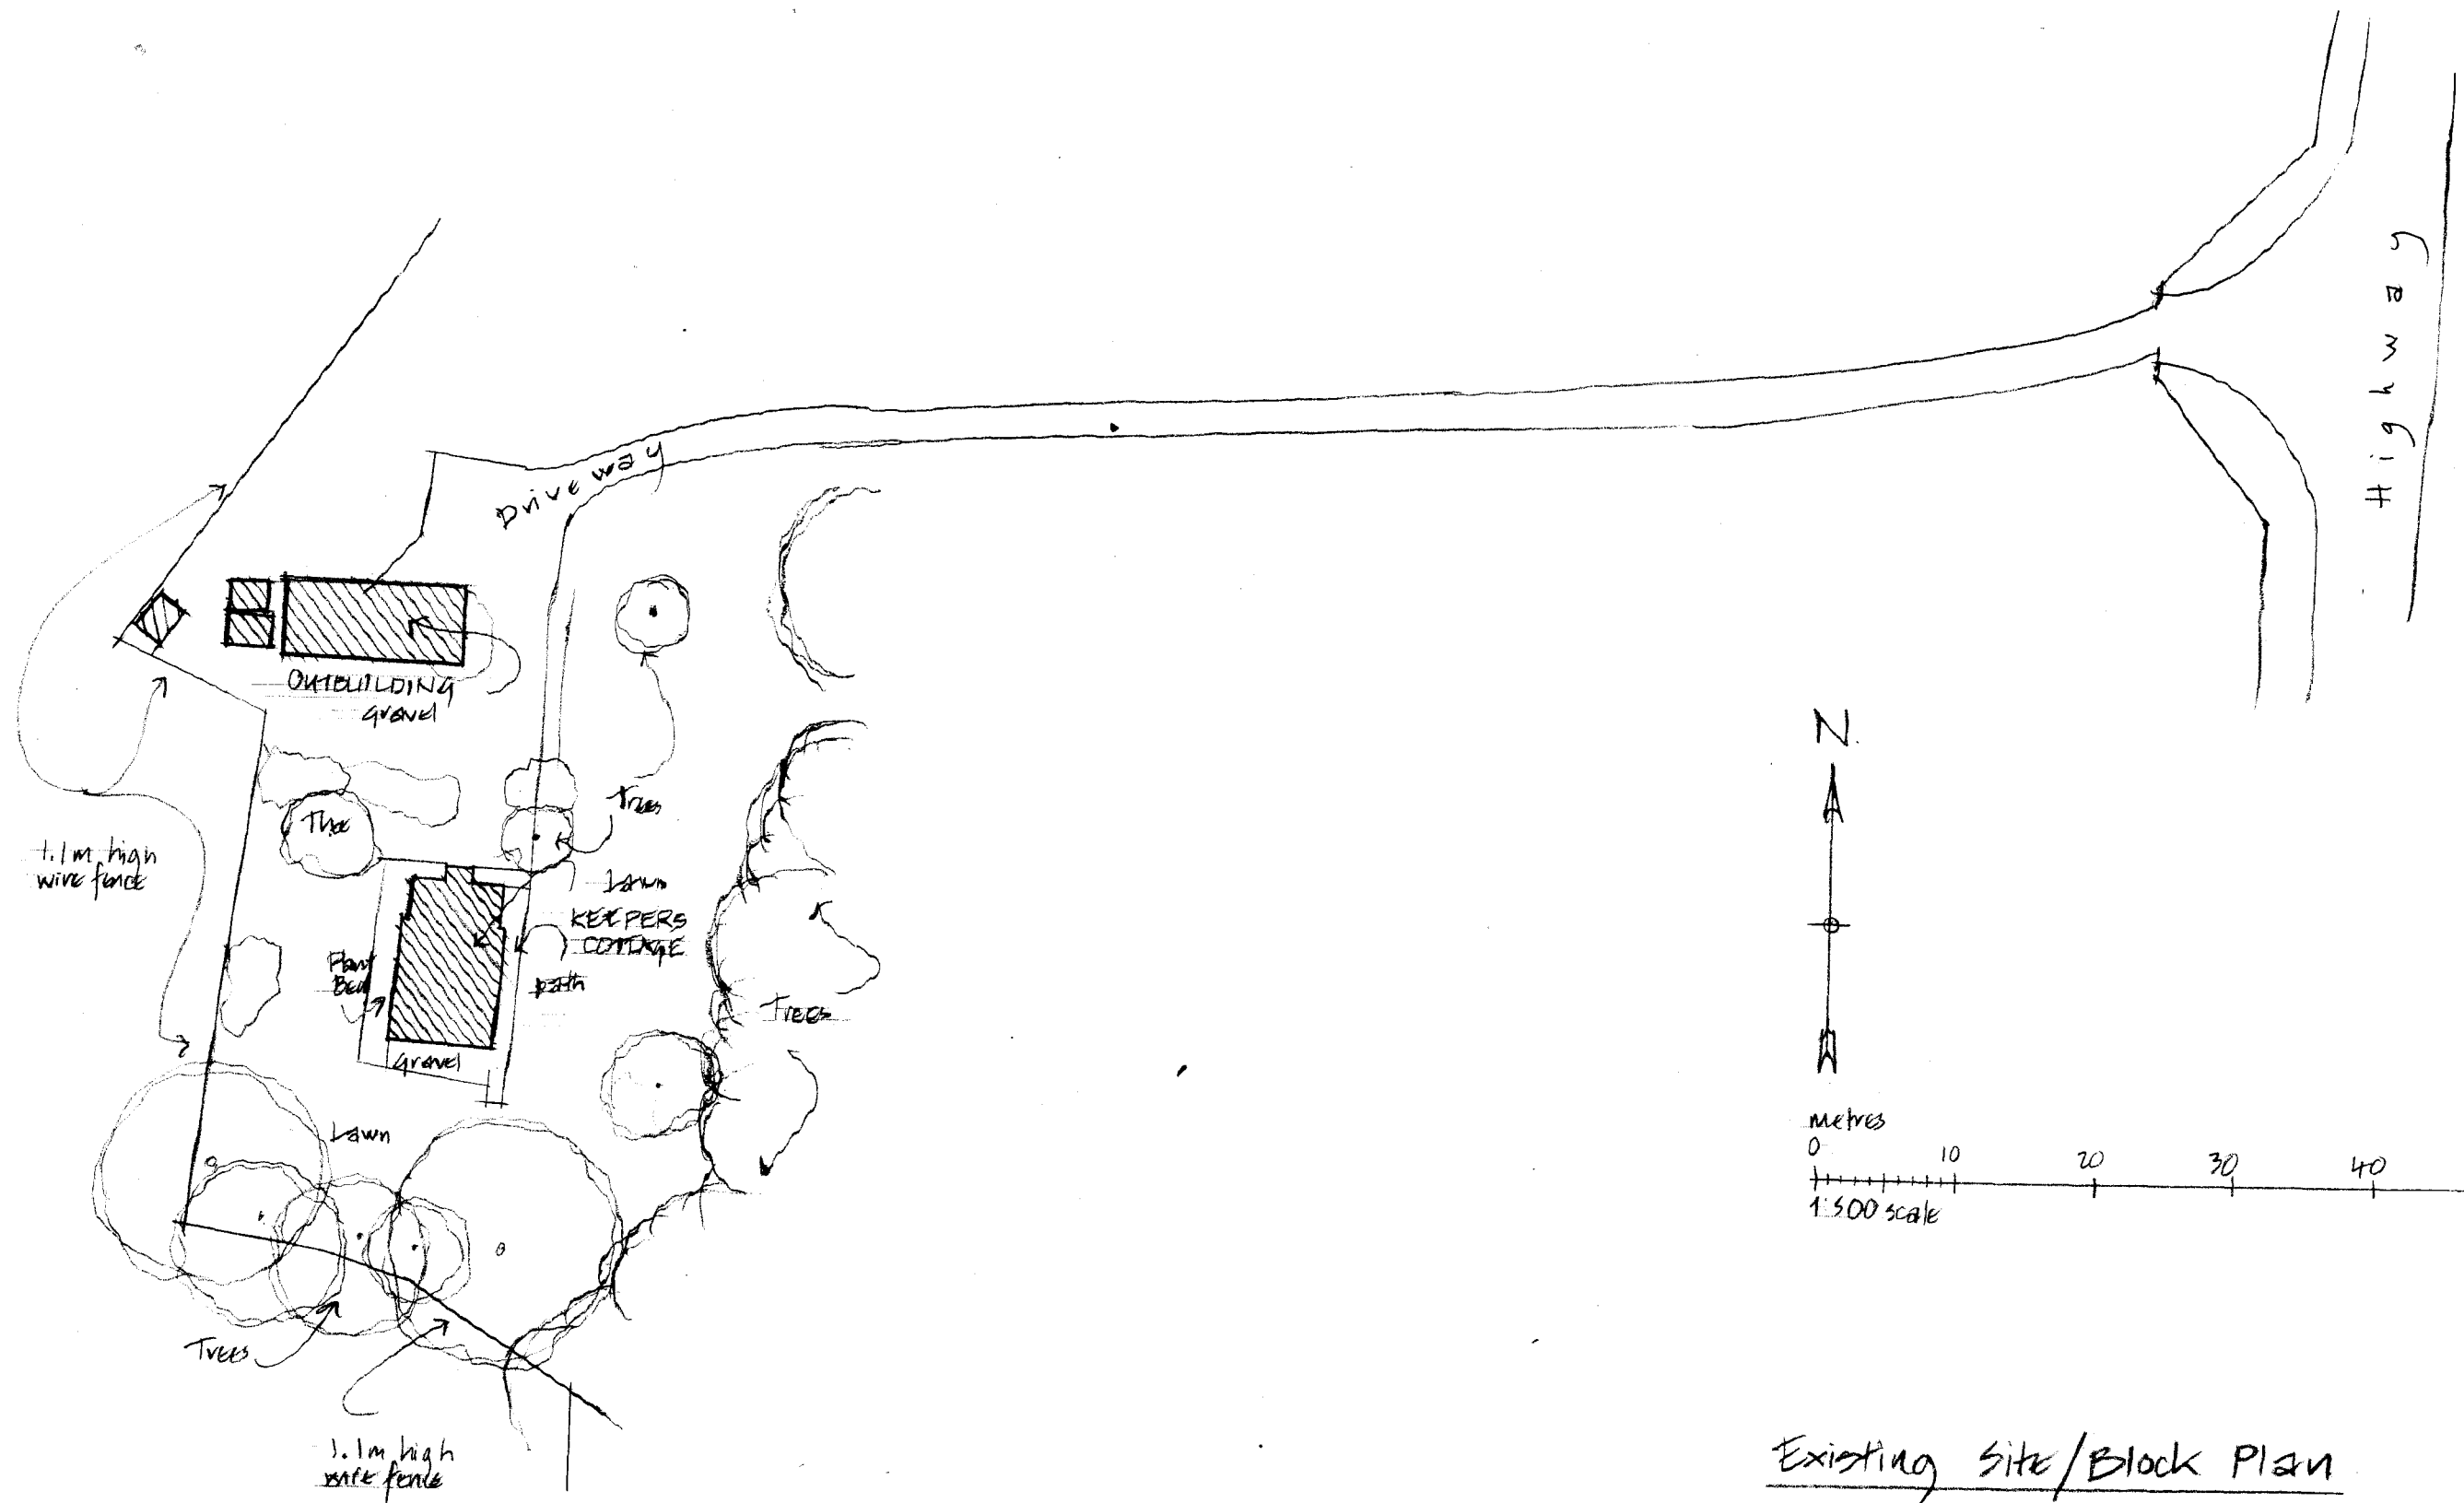 Highway
Driveway
OUTBUILDING
gravel
Trees
Tree
1.1m high
wire fence
Lawn
KEEPERS
COTTAGE
Plant
Bed
path
Trees
gravel
N
metres
0 10 20 30 40
1:500 scale
Lawn
Trees
1.1m high
wire fence
Existing Site/Block Plan